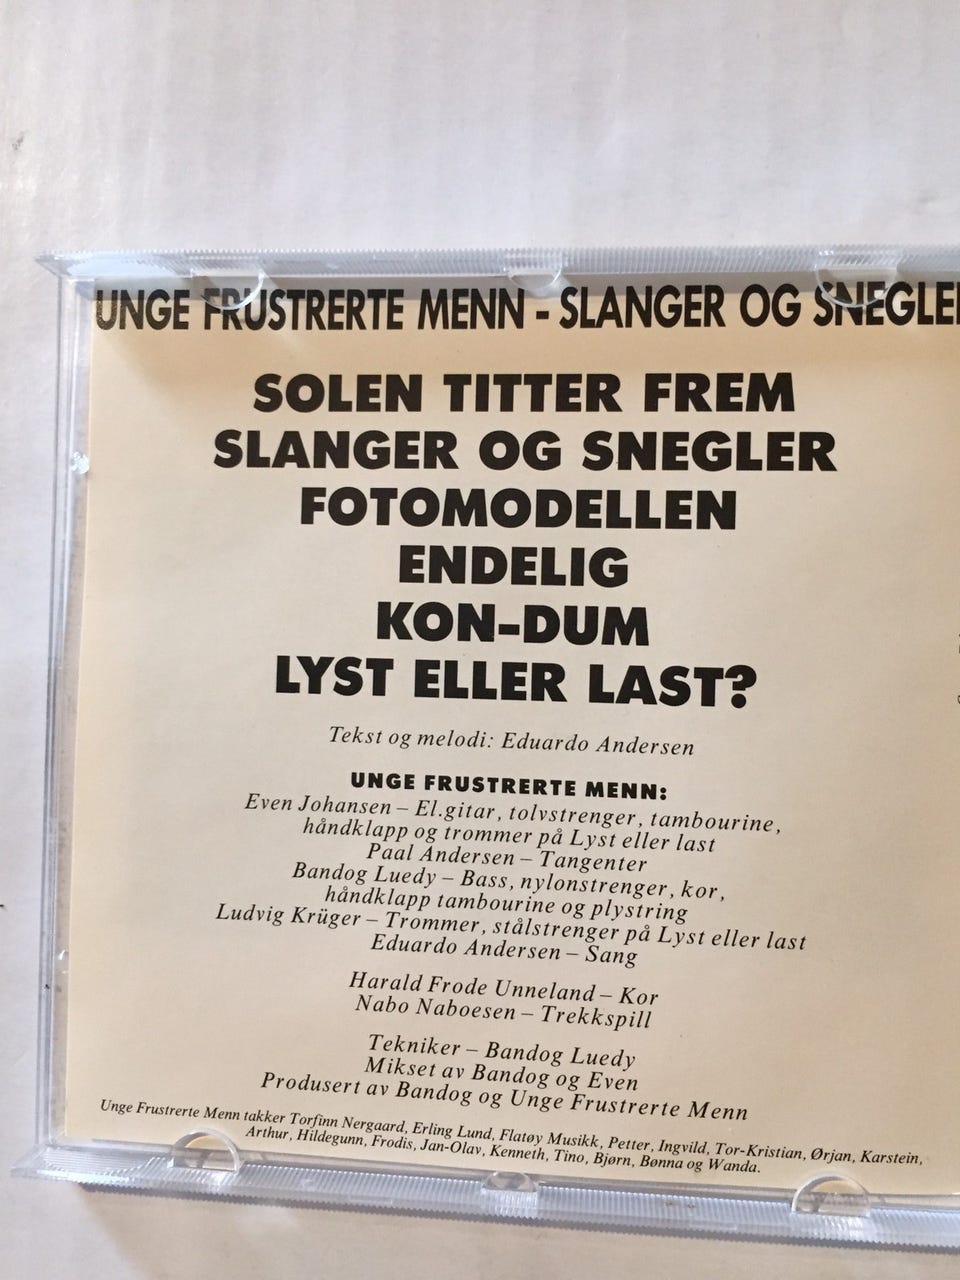 UNGE FRUSTRERTE MENN - SLANGER OG SNEGLE
SOLEN TITTER FREM
SLANGER OG SNEGLER
FOTOMODELLEN
ENDELIG
KON-DUM
LYST ELLER LAST?
Tekst og melodi: Eduardo Andersen
UNGE FRUSTRERTE MENN:
Even Johansen – El.gitar, tolvstrenger, tambourine,
håndklapp og trommer på Lyst eller last
Paal Andersen – Tangenter
Bandog Luedy – Bass, nylonstrenger, kor,
håndklapp tambourine og plystring
Ludvig Krüger – Trommer, stålstrenger på Lyst eller last
Eduardo Andersen – Sang
Harald Frode Unneland – Kor
Nabo Naboesen – Trekkspill
Tekniker – Bandog Luedy
Mikset av Bandog og Even
Produsert av Bandog og Unge Frustrerte Menn
Unge Frustrerte Menn takker Torfinn Nergaard, Erling Lund, Flatøy Musikk, Petter, Ingvild, Tor-Kristian, Ørjan, Karstein,
Arthur, Hildegunn, Frodis, Jan-Olav, Kenneth, Tino, Bjørn, Bønna og Wanda.